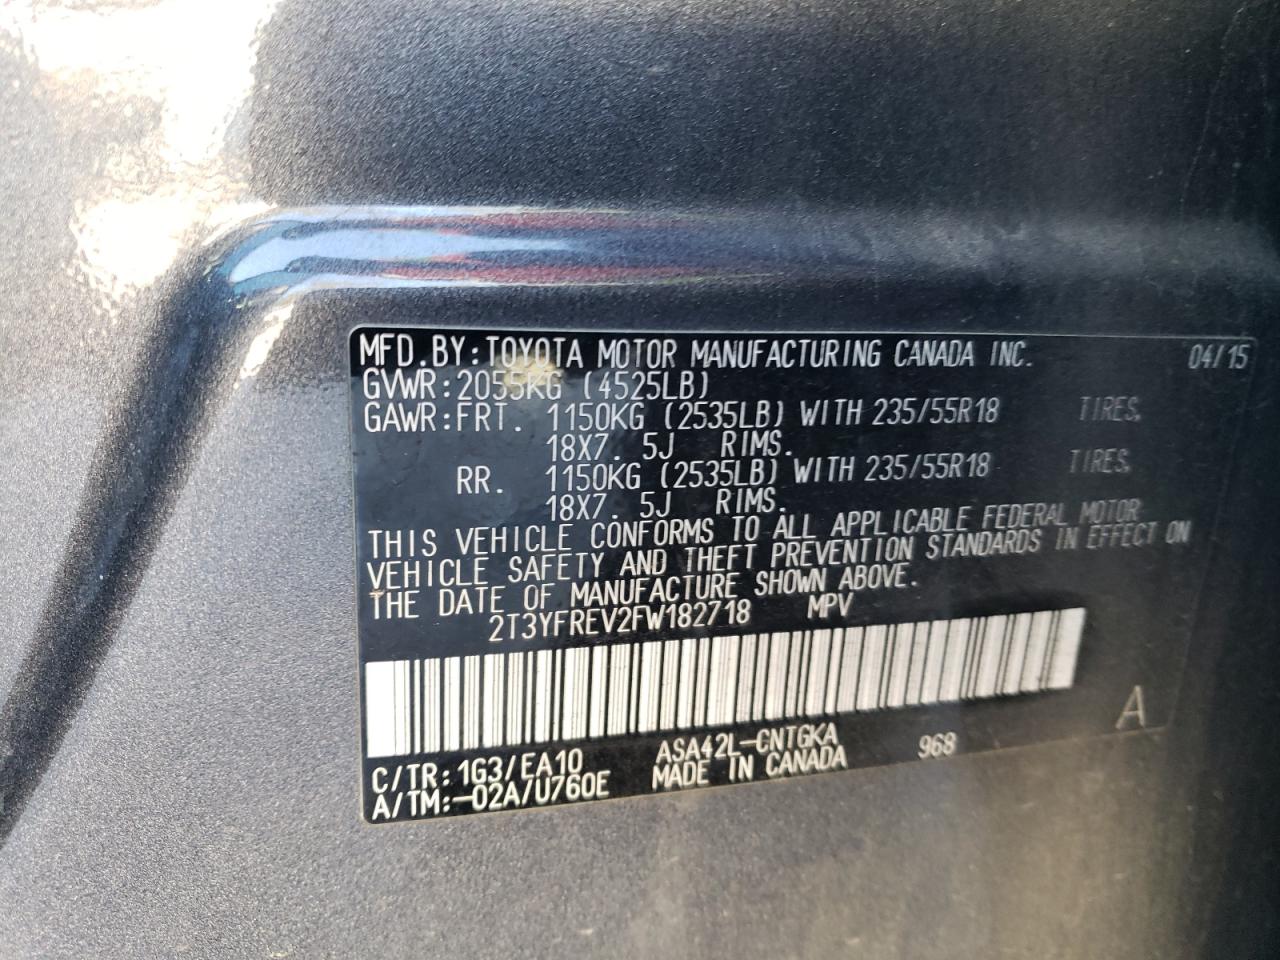 MFD.BY:TOYOTA MOTOR MANUFACTURING CANADA INC. 04/15
GVWR:2055KG (4525LB)
GAWR:FRT. 1150KG (2535LB) WITH 235/55R18 TIRES,
18X7. 5J RIMS.
RR. 1150KG (2535LB) WITH 235/55R18 TIRES,
18X7. 5J RIMS.
THIS VEHICLE CONFORMS TO ALL APPLICABLE FEDERAL MOTOR
VEHICLE SAFETY AND THEFT PREVENTION STANDARDS IN EFFECT ON
THE DATE OF MANUFACTURE SHOWN ABOVE.
2T3YFREV2FW182718 MPV
A
C/TR:1G3/EA10 ASA42L-CNTGKA 968
A/TM:-02A/U760E MADE IN CANADA